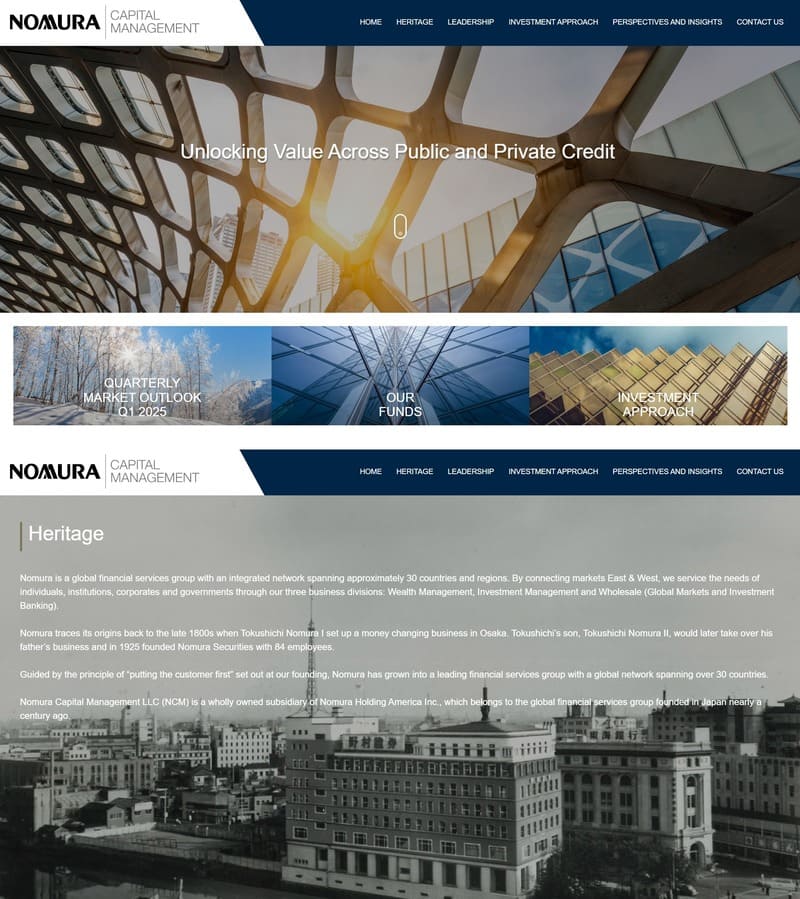 NOMURA
CAPITAL
MANAGEMENT
HOME HERITAGE LEADERSHIP INVESTMENT APPROACH PERSPECTIVES AND INSIGHTS CONTACT US
Unlocking Value Across Public and Private Credit
QUARTERLY
MARKET OUTLOOK
Q1 2025
OUR
FUNDS
INVESTMENT
APPROACH
NOMURA
CAPITAL
MANAGEMENT
HOME HERITAGE LEADERSHIP INVESTMENT APPROACH PERSPECTIVES AND INSIGHTS CONTACT US
Heritage
Nomura is a global financial services group with an integrated network spanning approximately 30 countries and regions. By connecting markets East & West, we service the needs of
individuals, institutions, corporates and governments through our three business divisions: Wealth Management, Investment Management and Wholesale (Global Markets and Investment
Banking).
Nomura traces its origins back to the late 1800s when Tokushichi Nomura I set up a money changing business in Osaka. Tokushichi's son, Tokushichi Nomura II, would later take over his
father's business and in 1925 founded Nomura Securities with 84 employees.
Guided by the principle of "putting the customer first" set out at our founding, Nomura has grown into a leading financial services group with a global network spanning over 30 countries.
Nomura Capital Management LLC (NCM) is a wholly owned subsidiary of Nomura Holding America Inc., which belongs to the global financial services group founded in Japan nearly a
century ago.